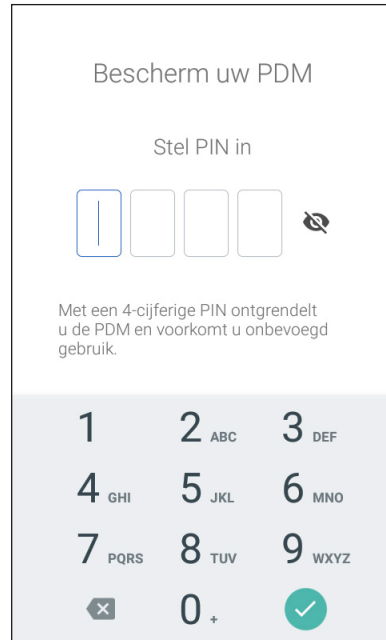 Bescherm uw PDM
Stel PIN in
Met een 4-cijferige PIN ontgrendelt
u de PDM en voorkomt u onbevoegd
gebruik.
1 2 ABC 3 DEF
4 GHI 5 JKL 6 MNO
7 PQRS 8 TUV 9 WXYZ
0 +